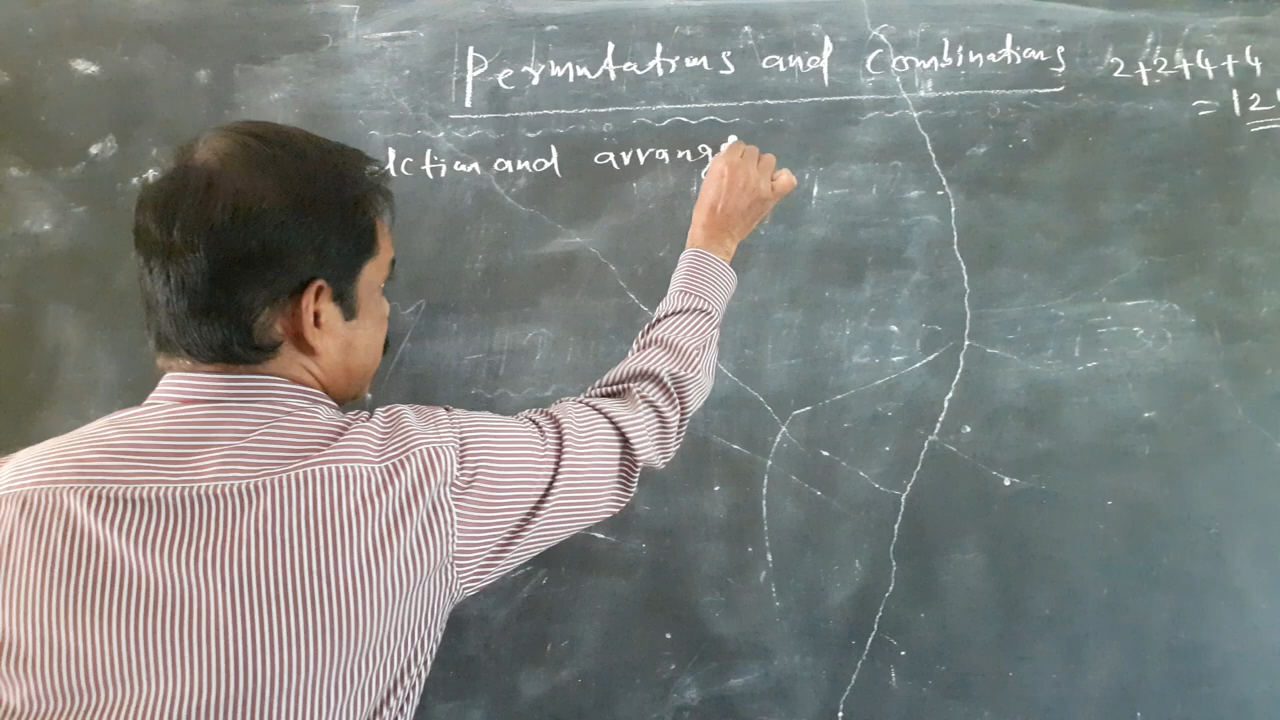 Permutations and Combinations
2+2+4+4
= 12
lction and arrang